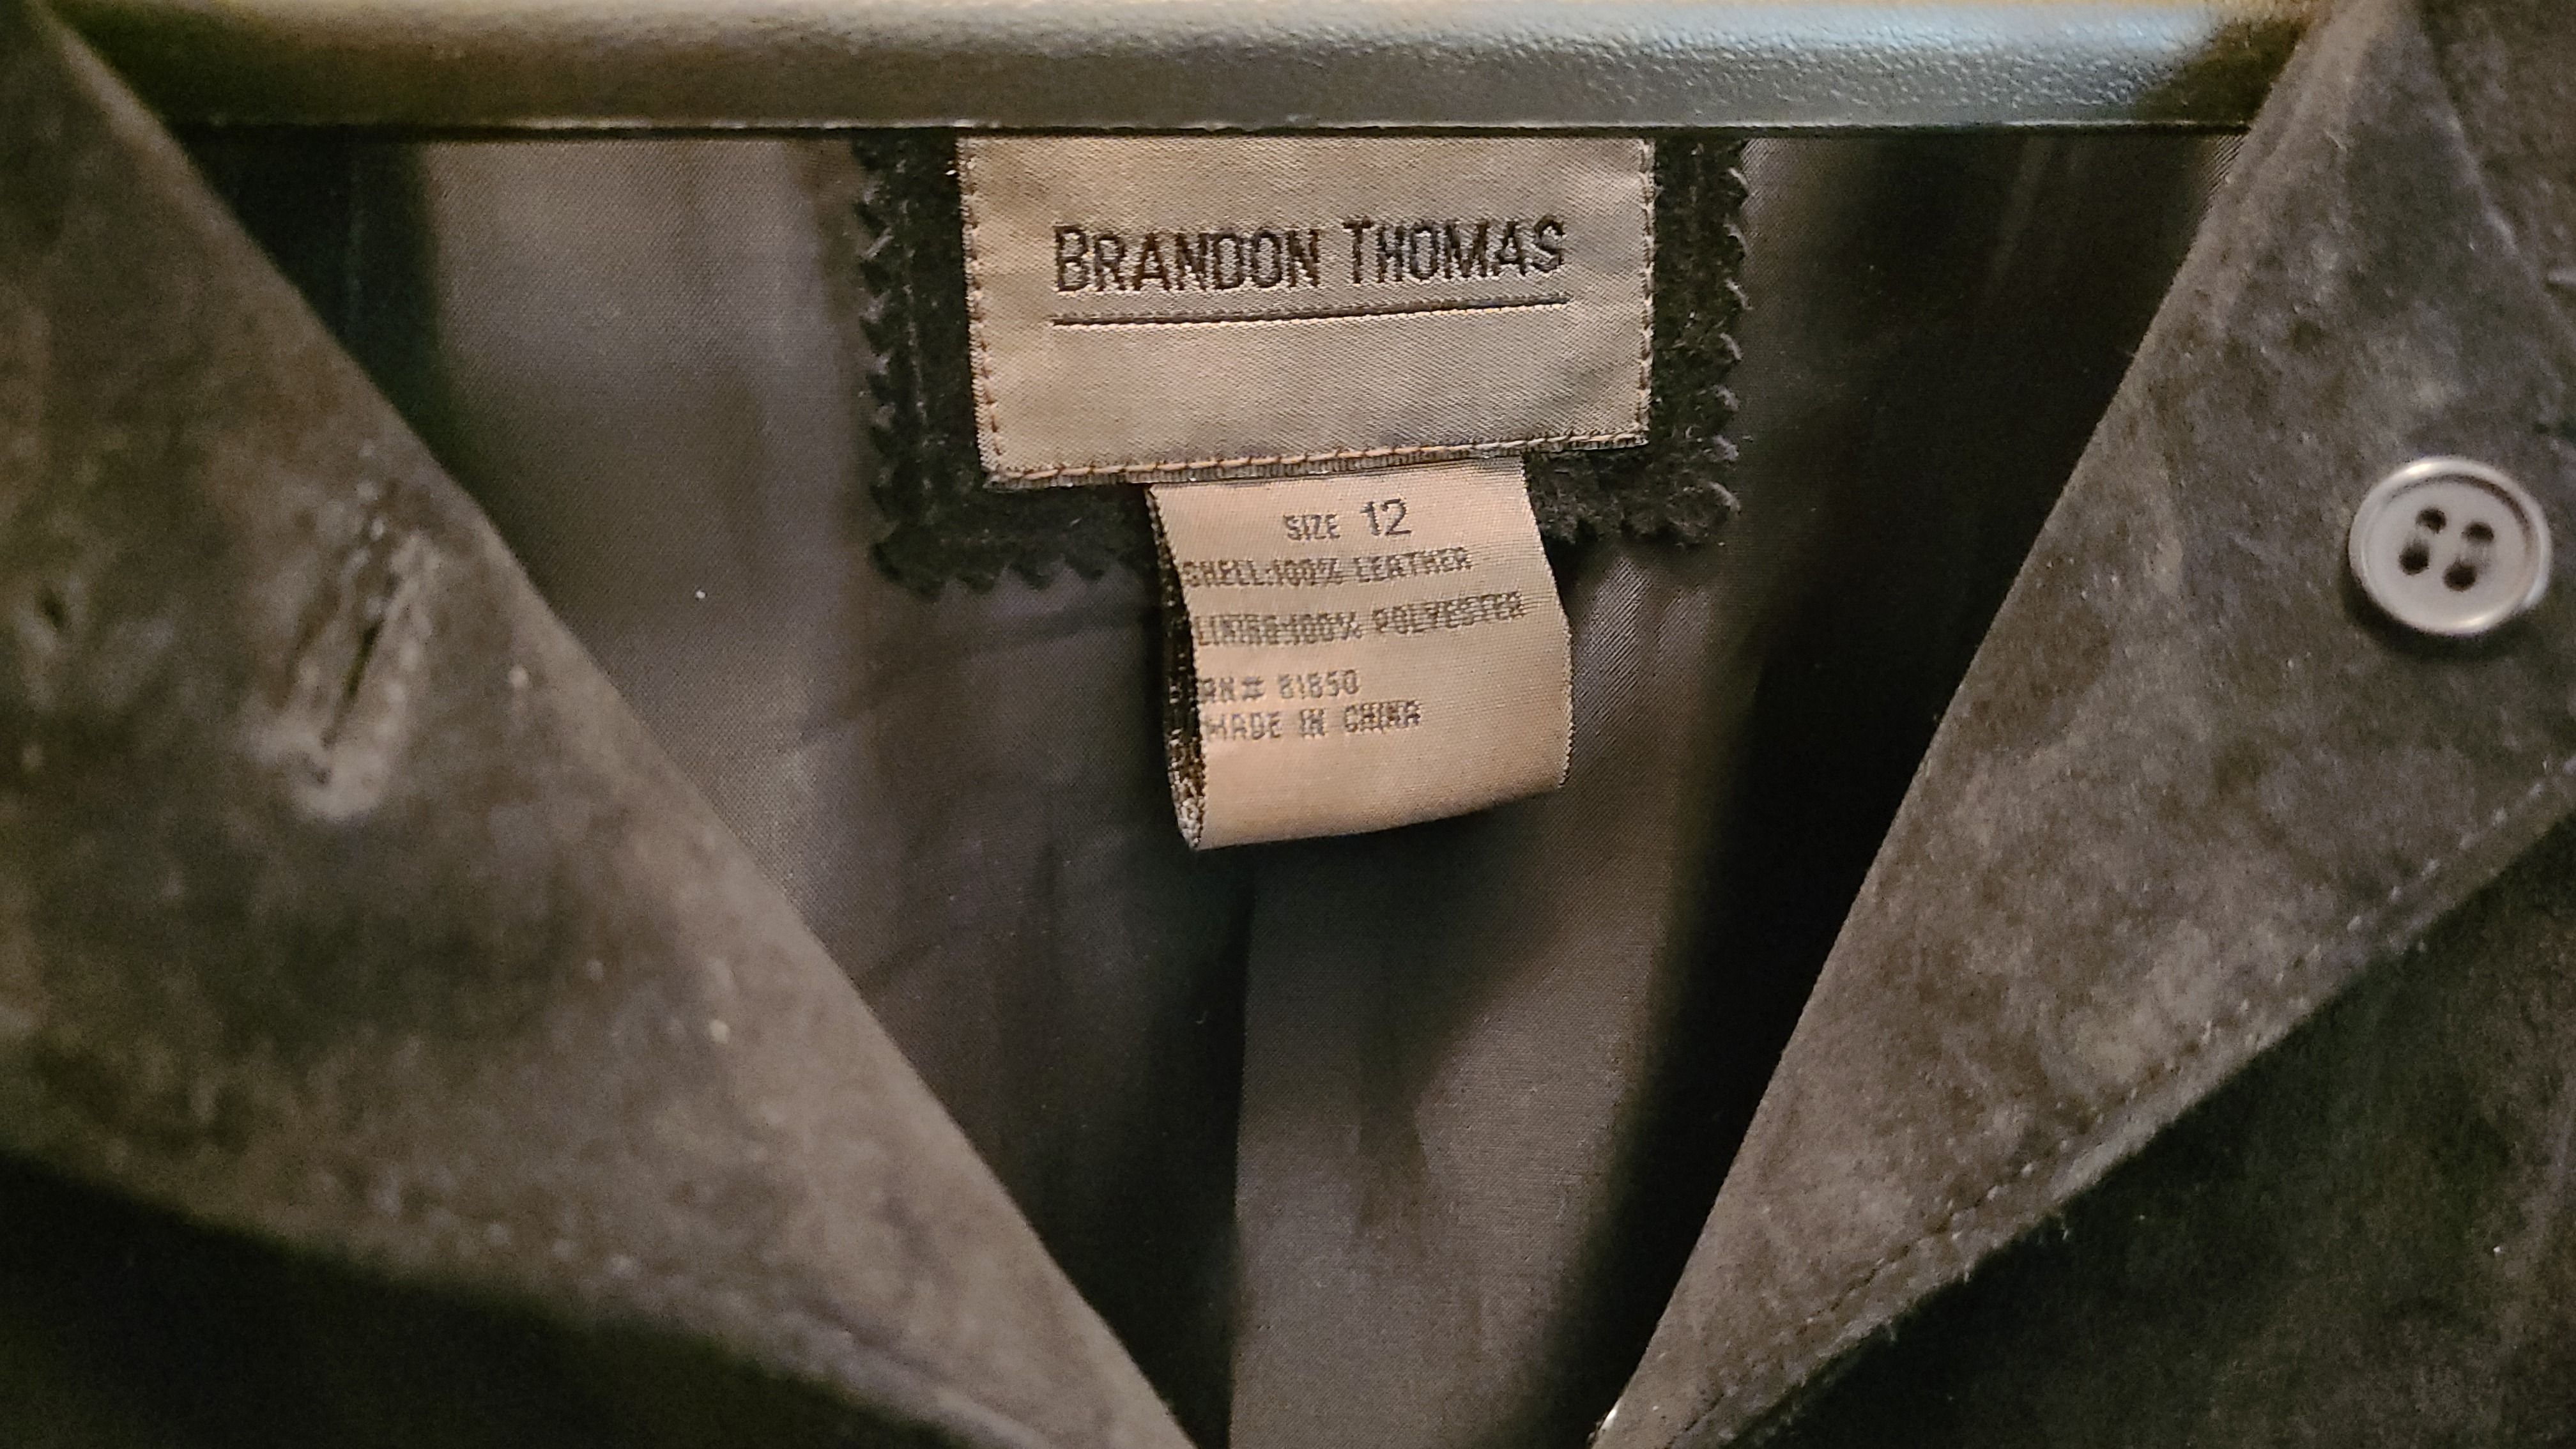 BRANDON THOMAS
SIZE 12
SHELL:100% LEATHER
LINING:100% POLYESTER
RN# 81850
MADE IN CHINA